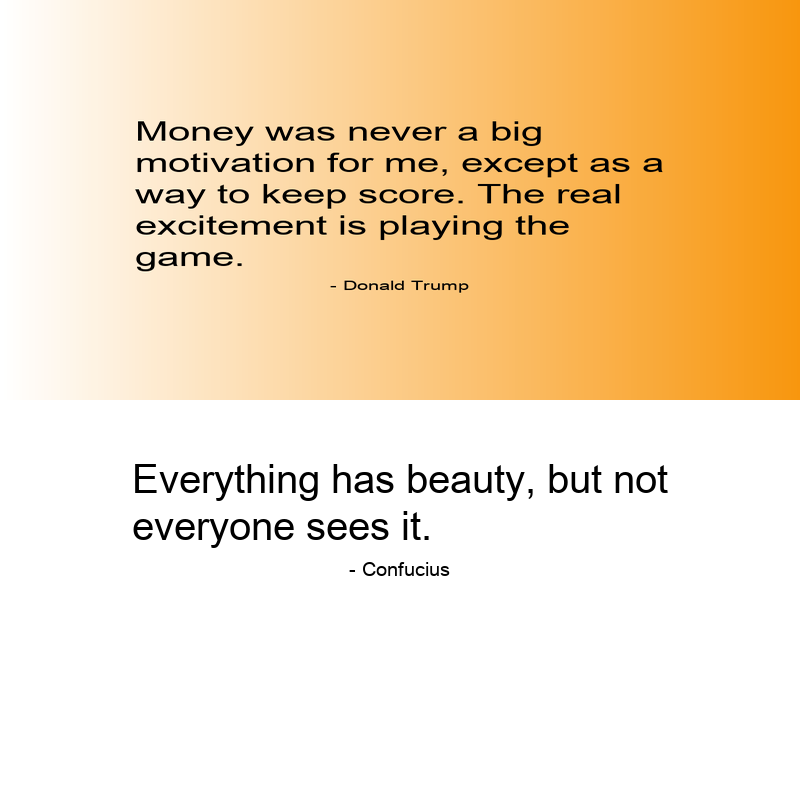 Money was never a big
motivation for me, except as a
way to keep score. The real
excitement is playing the
game.
- Donald Trump
Everything has beauty, but not
everyone sees it.
- Confucius